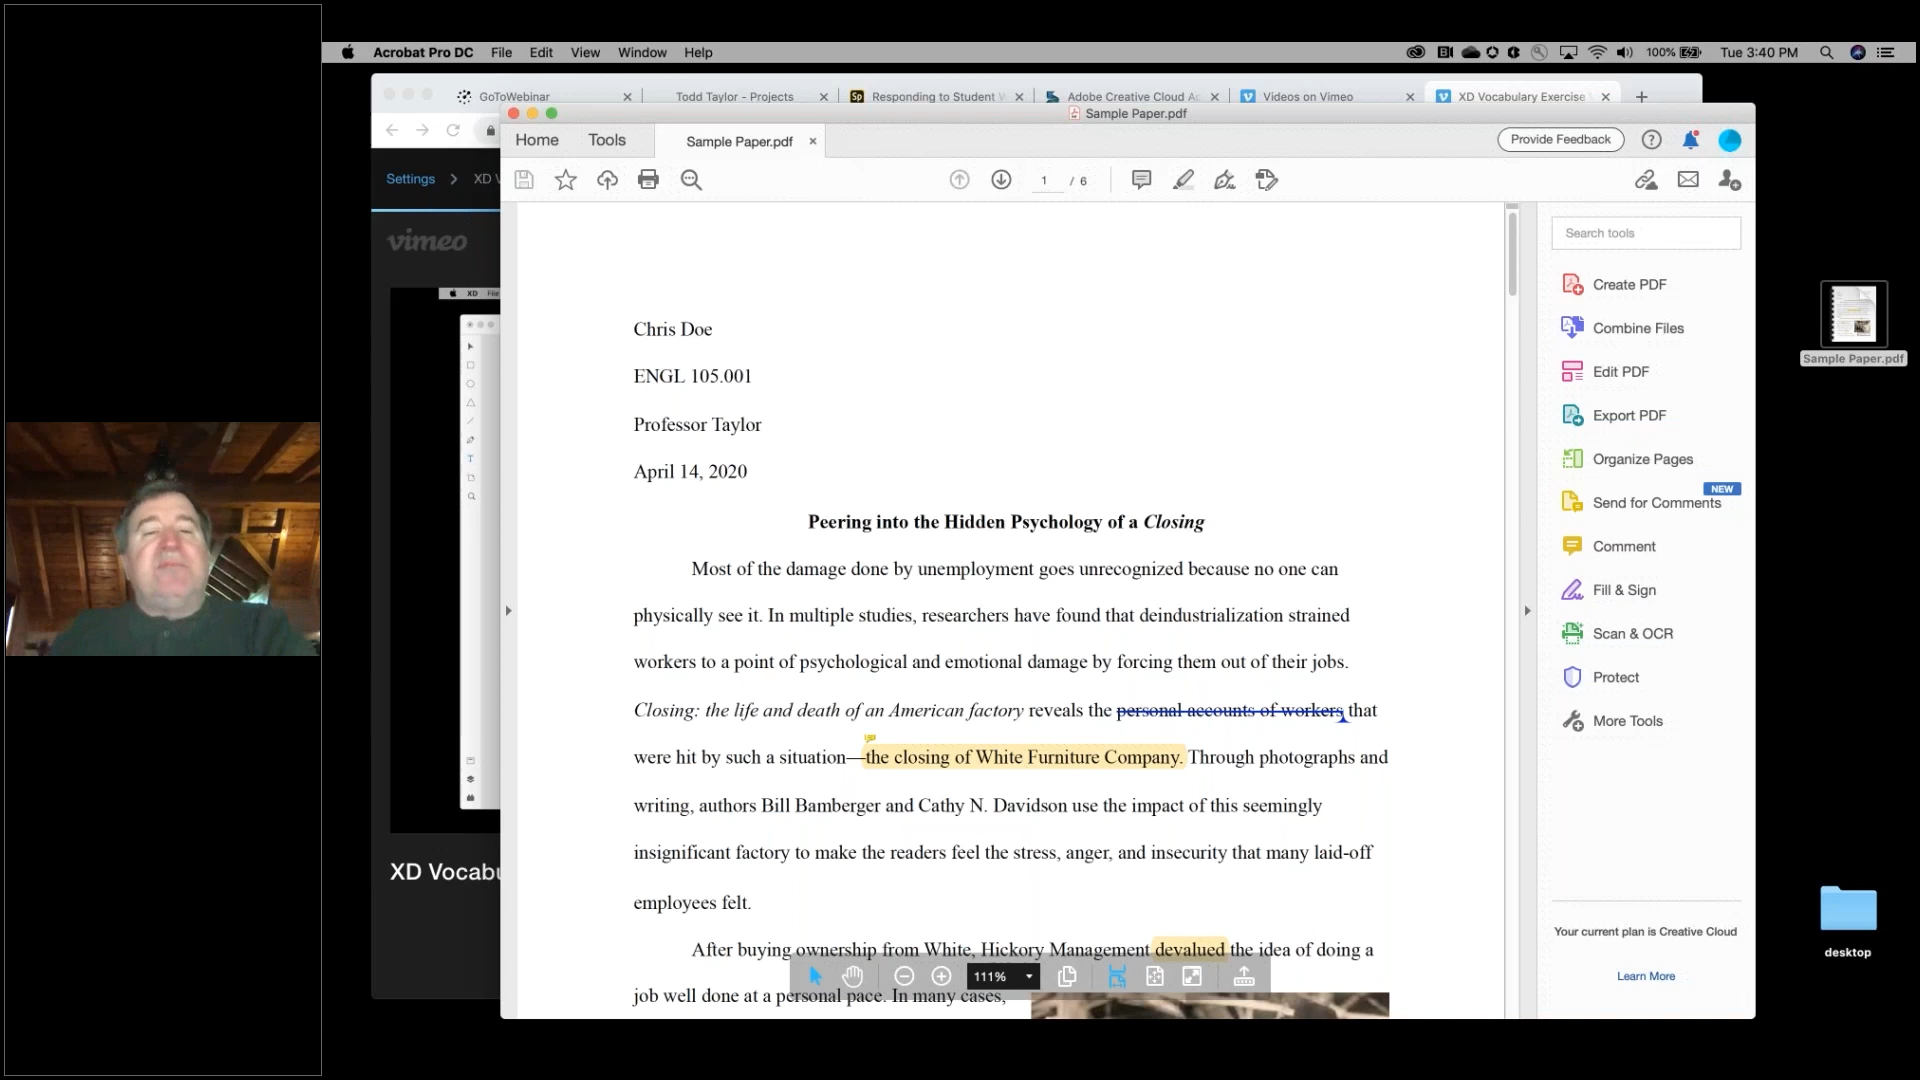 Acrobat Pro DC File Edit View Window Help 100% Tue 3:40 PM
GoToWebinar Todd Taylor - Projects Responding to Student Adobe Creative Cloud Videos on Vimeo XD Vocabulary Exercise
Sample Paper.pdf
Home Tools Sample Paper.pdf Provide Feedback
Settings XD
1 / 6
vimeo
XD File
Search tools
Create PDF
Combine Files
Edit PDF
Export PDF
Organize Pages
NEW
Send for Comments
Comment
Fill & Sign
Scan & OCR
Protect
More Tools
Your current plan is Creative Cloud
Learn More
Chris Doe
ENGL 105.001
Professor Taylor
April 14, 2020
Peering into the Hidden Psychology of a Closing
Most of the damage done by unemployment goes unrecognized because no one can
physically see it. In multiple studies, researchers have found that deindustrialization strained
workers to a point of psychological and emotional damage by forcing them out of their jobs.
Closing: the life and death of an American factory reveals the personal accounts of workers that
were hit by such a situation—the closing of White Furniture Company. Through photographs and
writing, authors Bill Bamberger and Cathy N. Davidson use the impact of this seemingly
insignificant factory to make the readers feel the stress, anger, and insecurity that many laid-off
employees felt.
After buying ownership from White, Hickory Management devalued the idea of doing a
job well done at a personal pace. In many cases,
111%
XD Vocabu
Sample Paper.pdf
desktop